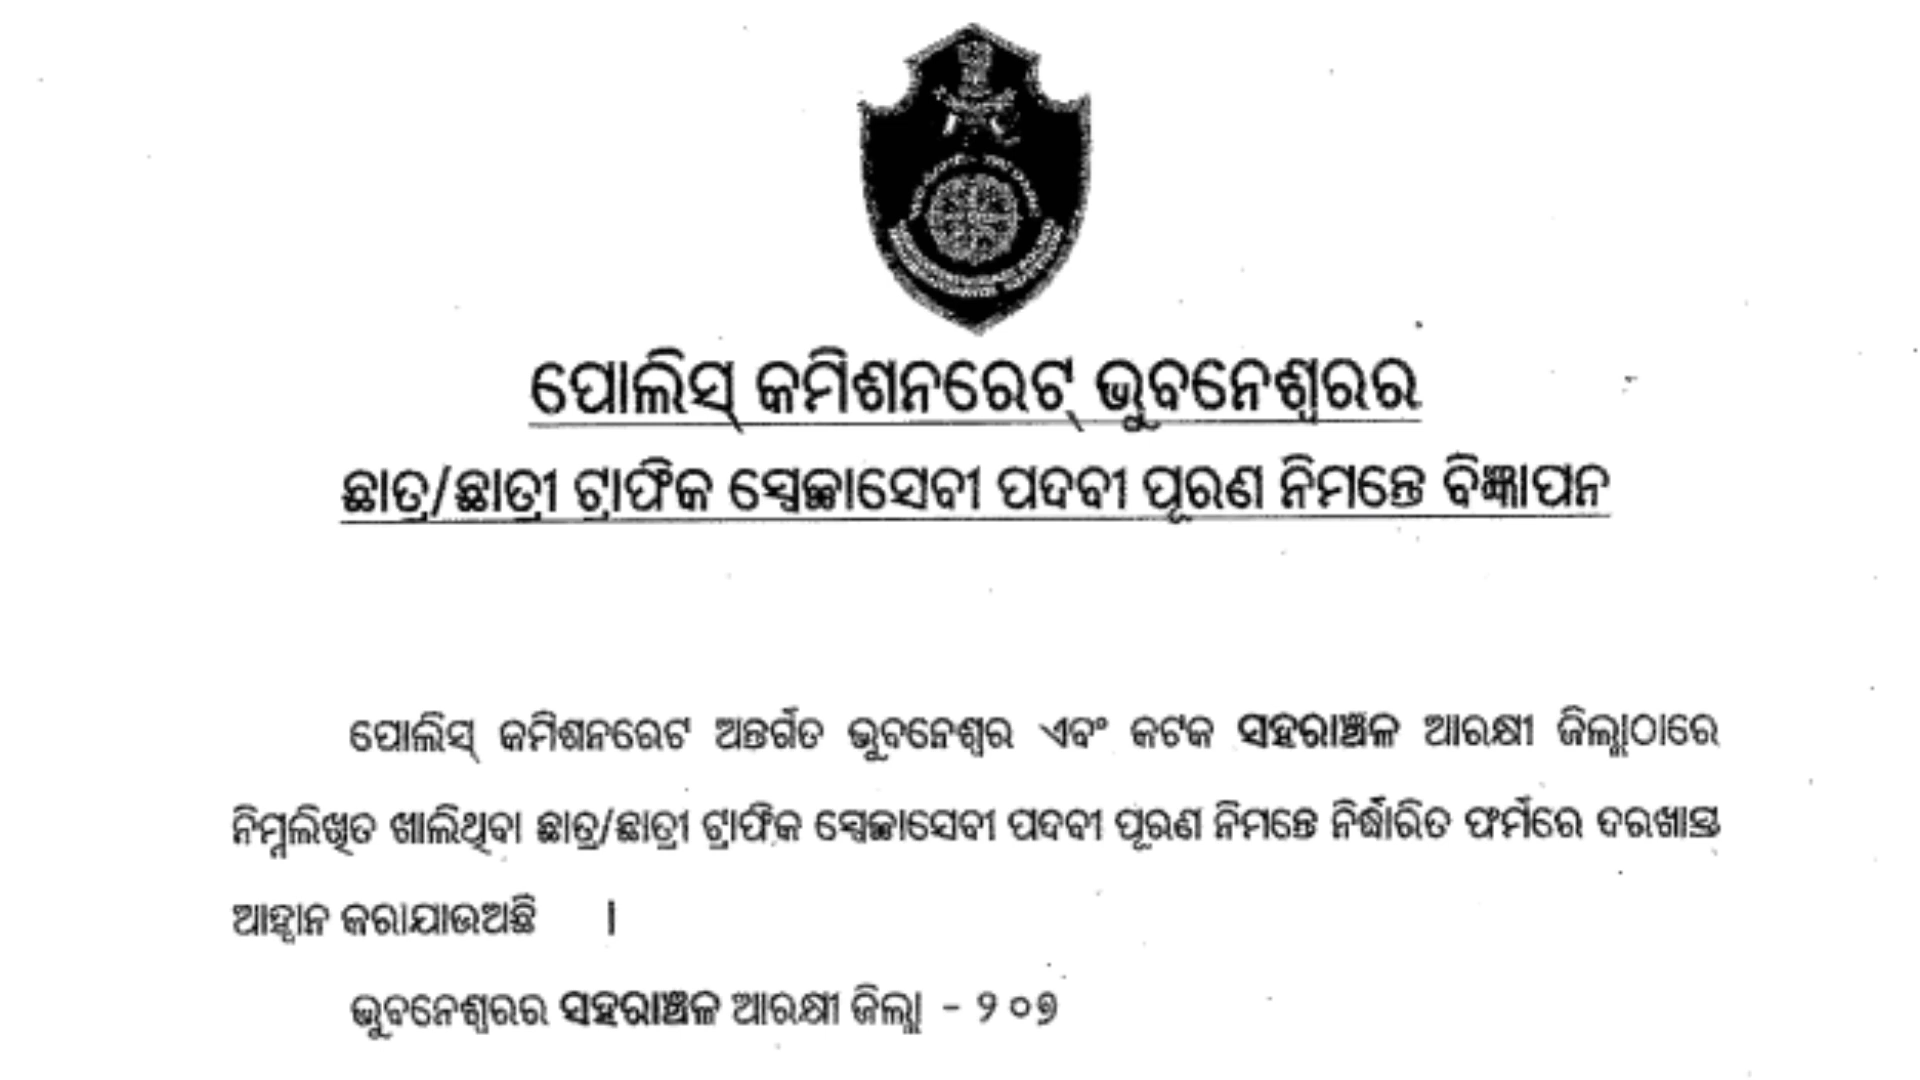 ପୋଲିସ୍ କମିଶନରେଟ୍ ଭୁବନେଶ୍ୱରର
ଛାତ୍ର/ଛାତ୍ରୀ ଟ୍ରାଫିକ ସ୍ୱେଚ୍ଛାସେବୀ ପଦବୀ ପୂରଣ ନିମନ୍ତେ ବିଜ୍ଞାପନ
ପୋଲିସ୍ କମିଶନରେଟ ଅନ୍ତର୍ଗତ ଭୁବନେଶ୍ୱର ଏବଂ କଟକ ସହରାଞ୍ଚଳ ଆରକ୍ଷୀ ଜିଲ୍ଲାଠାରେ
ନିମ୍ନଲିଖିତ ଖାଲିଥିବା ଛାତ୍ର/ଛାତ୍ରୀ ଟ୍ରାଫିକ ସ୍ୱେଚ୍ଛାସେବୀ ପଦବୀ ପୂରଣ ନିମନ୍ତେ ନିର୍ଦ୍ଧାରିତ ଫର୍ମରେ ଦରଖାସ୍ତ
ଆହ୍ୱାନ କରାଯାଉଅଛି ।
ଭୁବନେଶ୍ୱରର ସହରାଞ୍ଚଳ ଆରକ୍ଷୀ ଜିଲ୍ଲା - ୨୦୭